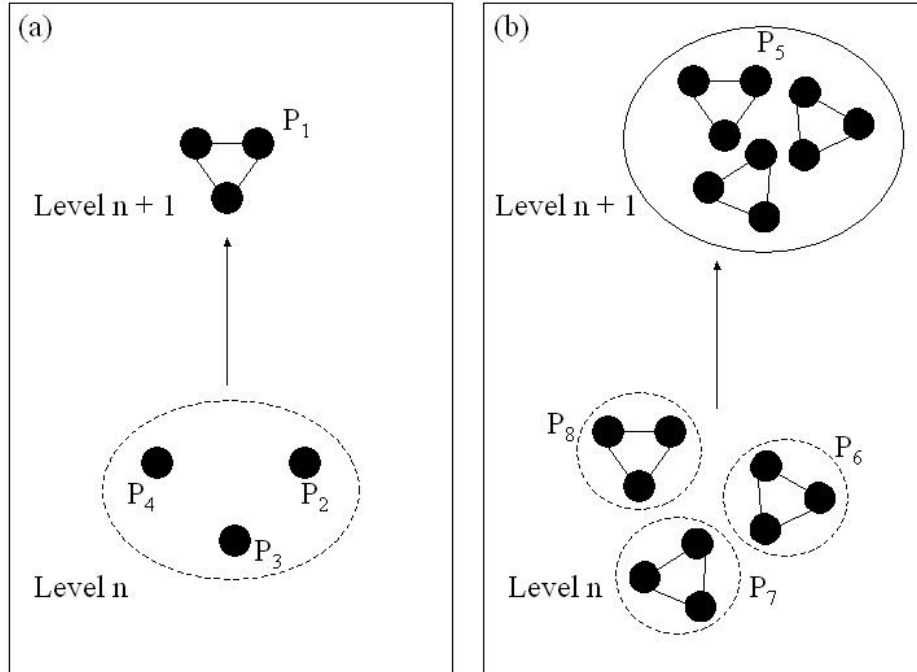 (a)
P₁
Level n + 1
P₄
P₂
P₃
Level n
(b)
P₅
Level n + 1
P₈
P₆
Level n
P₇